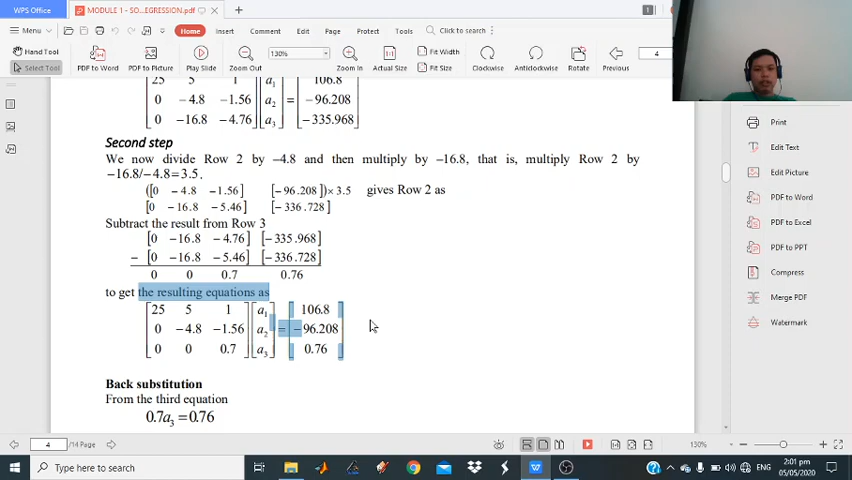 WPS Office
MODULE 1 - SO...EGRESSION.pdf
1
Menu
Home
Insert
Comment
Edit
Page
Protect
Tools
Click to search
Hand Tool
Select Tool
PDF to Word
PDF to Picture
Play Slide
Zoom Out
130%
Zoom In
Actual Size
Fit Width
Fit Size
Clockwise
Anticlockwise
Rotate
Previous
4
25 5 1 a1 106.8
0 −4.8 −1.56 a2 = −96.208
0 −16.8 −4.76 a3 −335.968
Second step
We now divide Row 2 by −4.8 and then multiply by −16.8, that is, multiply Row 2 by
−16.8/−4.8=3.5.
([0 −4.8 −1.56] [−96.208])×3.5 gives Row 2 as
[0 −16.8 −5.46] [−336.728]
Subtract the result from Row 3
[0 −16.8 −4.76] [−335.968]
− [0 −16.8 −5.46] [−336.728]
0 0 0.7 0.76
to get the resulting equations as
25 5 1 a1 106.8
0 −4.8 −1.56 a2 = −96.208
0 0 0.7 a3 0.76
Back substitution
From the third equation
0.7a3 =0.76
Print
Edit Text
Edit Picture
PDF to Word
PDF to Excel
PDF to PPT
Compress
Merge PDF
Watermark
4
/14 Page
130%
Type here to search
ENG
2:01 pm
05/05/2020